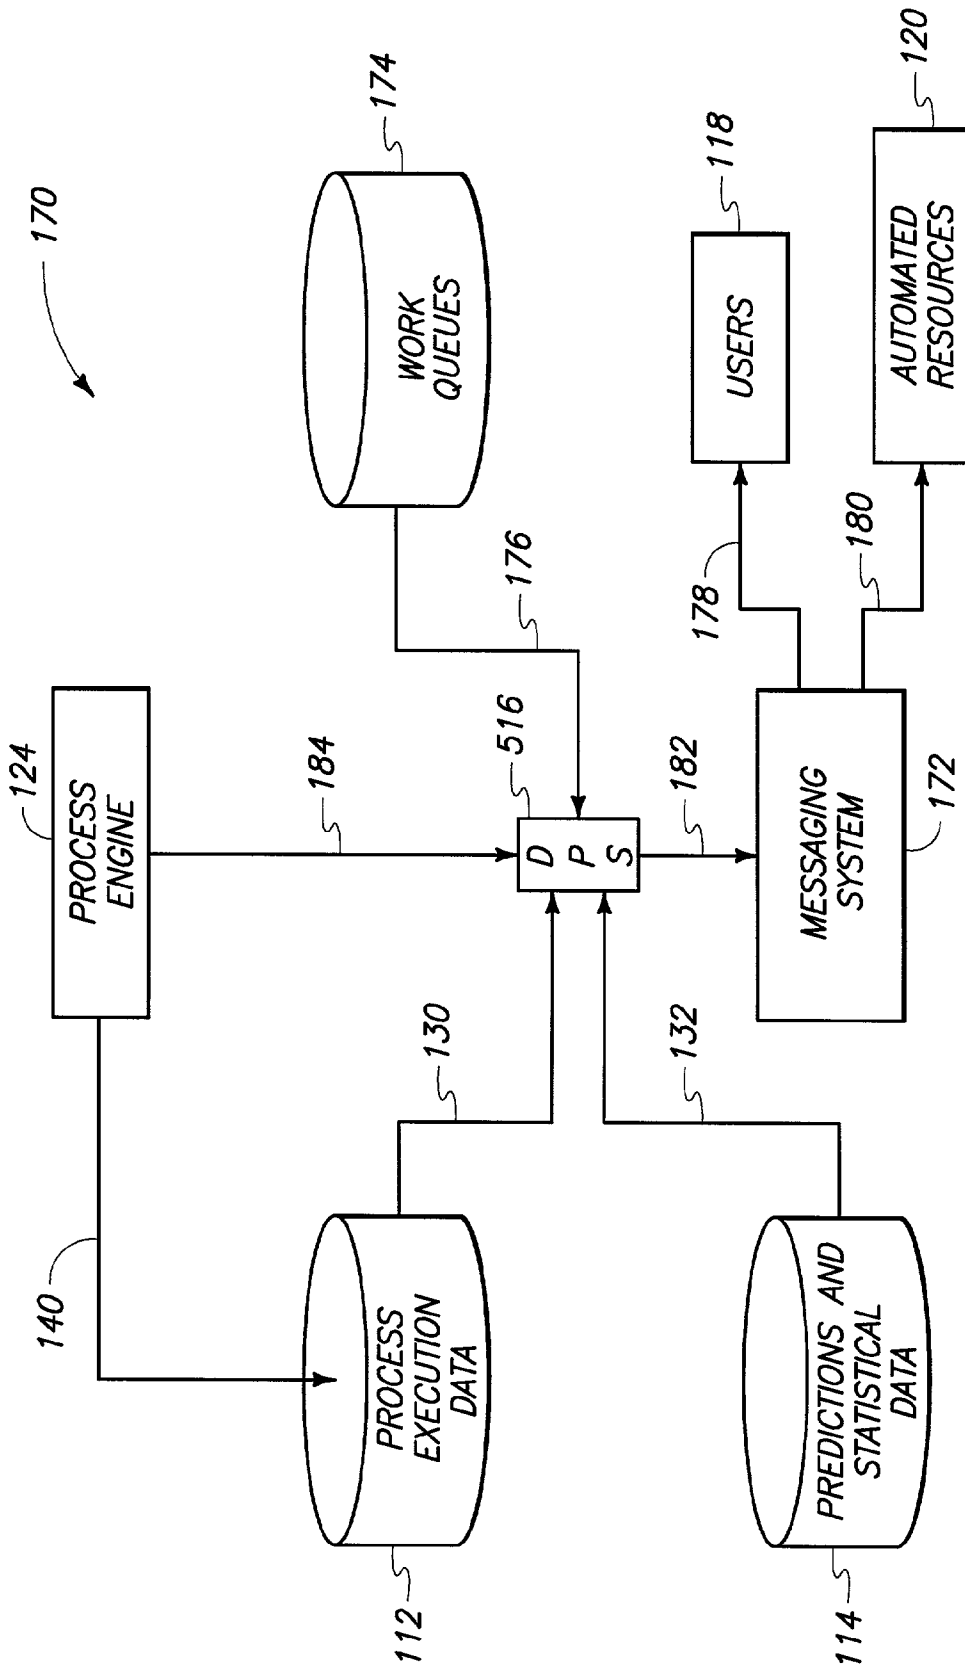 170
124
PROCESS
ENGINE
140
184
174
WORK
QUEUES
176
516
D P S
130
132
182
112
PROCESS
EXECUTION
DATA
114
PREDICTIONS AND
STATISTICAL
DATA
MESSAGING
SYSTEM
172
178
180
118
USERS
120
AUTOMATED
RESOURCES